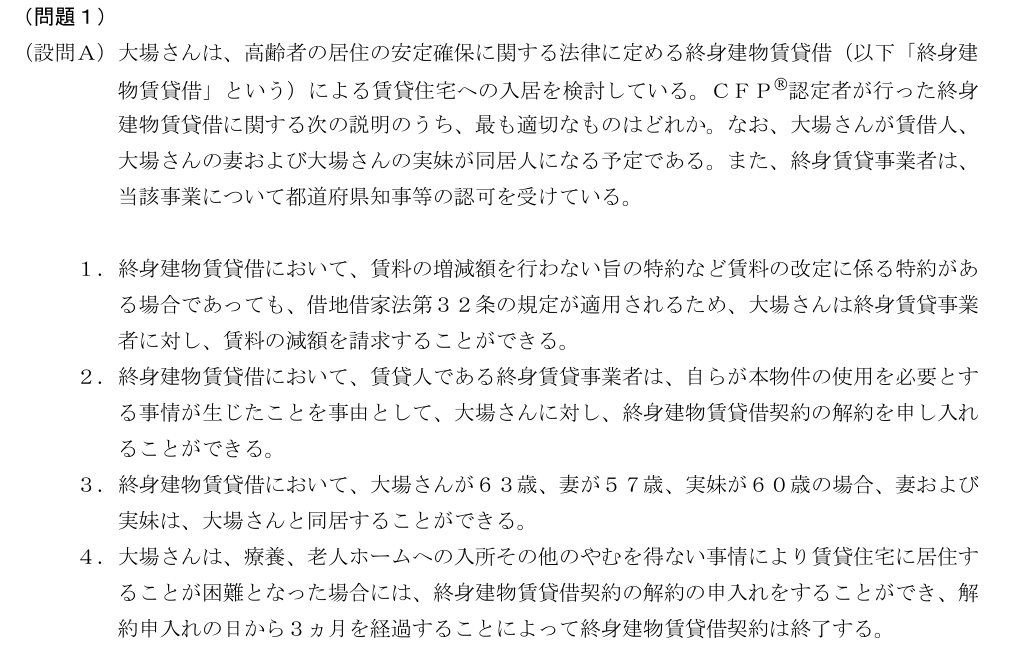 （問題１）
（設問Ａ）大場さんは、高齢者の居住の安定確保に関する法律に定める終身建物賃貸借（以下「終身建
物賃貸借」という）による賃貸住宅への入居を検討している。ＣＦＰ®認定者が行った終身
建物賃貸借に関する次の説明のうち、最も適切なものはどれか。なお、大場さんが賃借人、
大場さんの妻および大場さんの実妹が同居人になる予定である。また、終身賃貸事業者は、
当該事業について都道府県知事等の認可を受けている。
１．終身建物賃貸借において、賃料の増減額を行わない旨の特約など賃料の改定に係る特約があ
る場合であっても、借地借家法第３２条の規定が適用されるため、大場さんは終身賃貸事業
者に対し、賃料の減額を請求することができる。
２．終身建物賃貸借において、賃貸人である終身賃貸事業者は、自らが本物件の使用を必要とす
る事情が生じたことを事由として、大場さんに対し、終身建物賃貸借契約の解約を申し入れ
ることができる。
３．終身建物賃貸借において、大場さんが６３歳、妻が５７歳、実妹が６０歳の場合、妻および
実妹は、大場さんと同居することができる。
４．大場さんは、療養、老人ホームへの入所その他のやむを得ない事情により賃貸住宅に居住す
ることが困難となった場合には、終身建物賃貸借契約の解約の申入れをすることができ、解
約申入れの日から３ヵ月を経過することによって終身建物賃貸借契約は終了する。